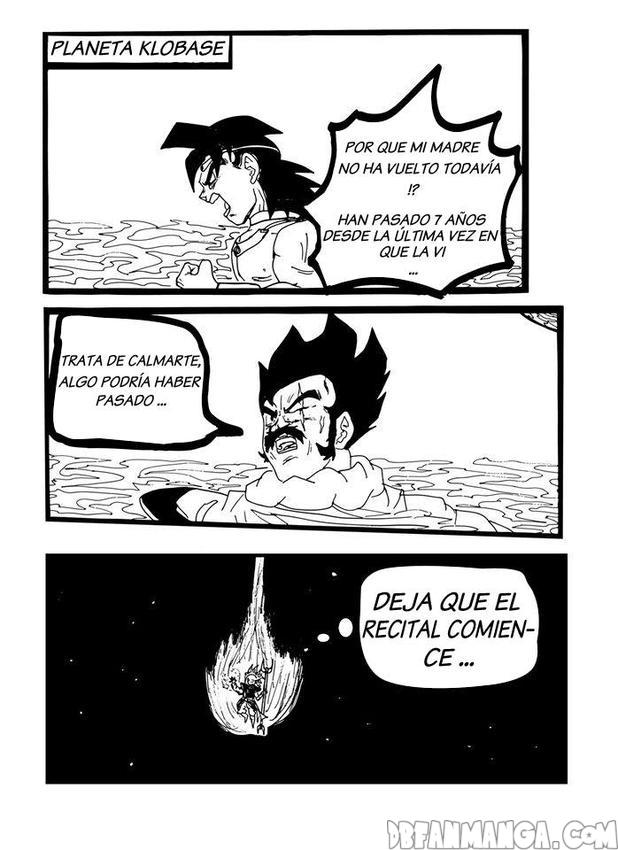 PLANETA KLOBASE
POR QUE MI MADRE
NO HA VUELTO TODAVÍA
!?
HAN PASADO 7 AÑOS
DESDE LA ÚLTIMA VEZ EN
QUE LA VI
...
TRATA DE CALMARTE,
ALGO PODRÍA HABER
PASADO ...
DEJA QUE EL
RECITAL COMIEN-
CE ...
DBFANMANGA.COM